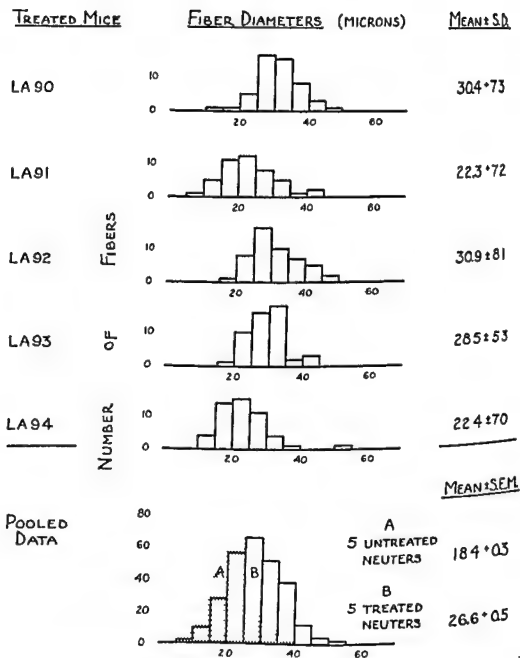 TREATED MICE FIBER DIAMETERS (MICRONS) MEAN ± S.D.
LA90 10 0 20 40 60 30.4 ± 7.3
LA91 10 0 20 40 60 22.3 ± 7.2
LA92 10 0 20 40 60 30.9 ± 8.1
LA93 10 0 20 40 60 28.5 ± 5.3
LA94 10 0 20 40 60 22.4 ± 7.0
NUMBER OF FIBERS
MEAN ± S.E.M.
POOLED DATA
80
60
40
20
0
A B
20 40 60
A
5 UNTREATED NEUTERS 18.4 ± 0.3
B
5 TREATED NEUTERS 26.6 ± 0.5